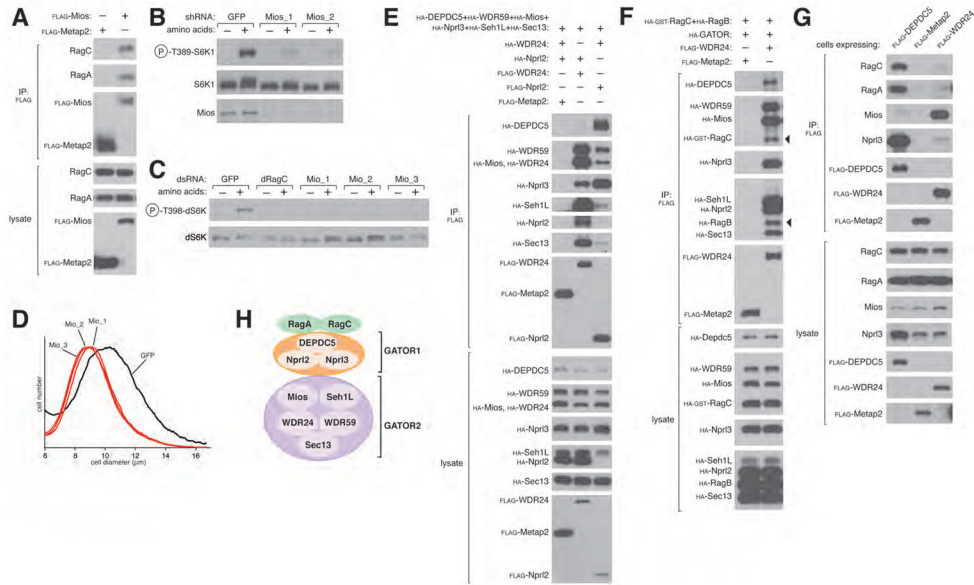 A
FLAG-Mios: – +
FLAG-Metap2: + –
IP: FLAG
RagC
RagA
FLAG-Mios
FLAG-Metap2
lysate
RagC
RagA
FLAG-Mios
FLAG-Metap2
B
shRNA: GFP Mios_1 Mios_2
amino acids: – + – + – +
P -T389-S6K1
S6K1
Mios
C
dsRNA: GFP dRagC Mio_1 Mio_2 Mio_3
amino acids: – + – + – + – + – +
P -T398-dS6K
dS6K
D
Mio_2 Mio_1
Mio_3
GFP
cell number
6 8 10 12 14 16
cell diameter (µm)
H
RagA RagC
DEPDC5
Nprl2 Nprl3
GATOR1
Mios Seh1L
WDR24 WDR59
Sec13
GATOR2
E
HA-DEPDC5+HA-WDR59+HA-Mios+
HA-Nprl3+HA-Seh1L+HA-Sec13: + + +
HA-WDR24: + – +
HA-Nprl2: + + –
FLAG-WDR24: – + –
FLAG-Nprl2: – – +
FLAG-Metap2: + – –
IP: FLAG
HA-DEPDC5
HA-WDR59
HA-Mios, HA-WDR24
HA-Nprl3
HA-Seh1L
HA-Nprl2
HA-Sec13
FLAG-WDR24
FLAG-Metap2
FLAG-Nprl2
lysate
HA-DEPDC5
HA-WDR59
HA-Mios, HA-WDR24
HA-Nprl3
HA-Seh1L
HA-Nprl2
HA-Sec13
FLAG-WDR24
FLAG-Metap2
FLAG-Nprl2
F
HA-GST-RagC+HA-RagB: + +
HA-GATOR: + +
FLAG-WDR24: – +
FLAG-Metap2: + –
IP: FLAG
HA-DEPDC5
HA-WDR59
HA-Mios
HA-GST-RagC
HA-Nprl3
HA-Seh1L
HA-Nprl2
HA-RagB
HA-Sec13
FLAG-WDR24
FLAG-Metap2
lysate
HA-Depdc5
HA-WDR59
HA-Mios
HA-GST-RagC
HA-Nprl3
HA-Seh1L
HA-Nprl2
HA-RagB
HA-Sec13
G
cells expressing: FLAG-DEPDC5 FLAG-Metap2 FLAG-WDR24
IP: FLAG
RagC
RagA
Mios
Nprl3
FLAG-DEPDC5
FLAG-WDR24
FLAG-Metap2
lysate
RagC
RagA
Mios
Nprl3
FLAG-DEPDC5
FLAG-WDR24
FLAG-Metap2